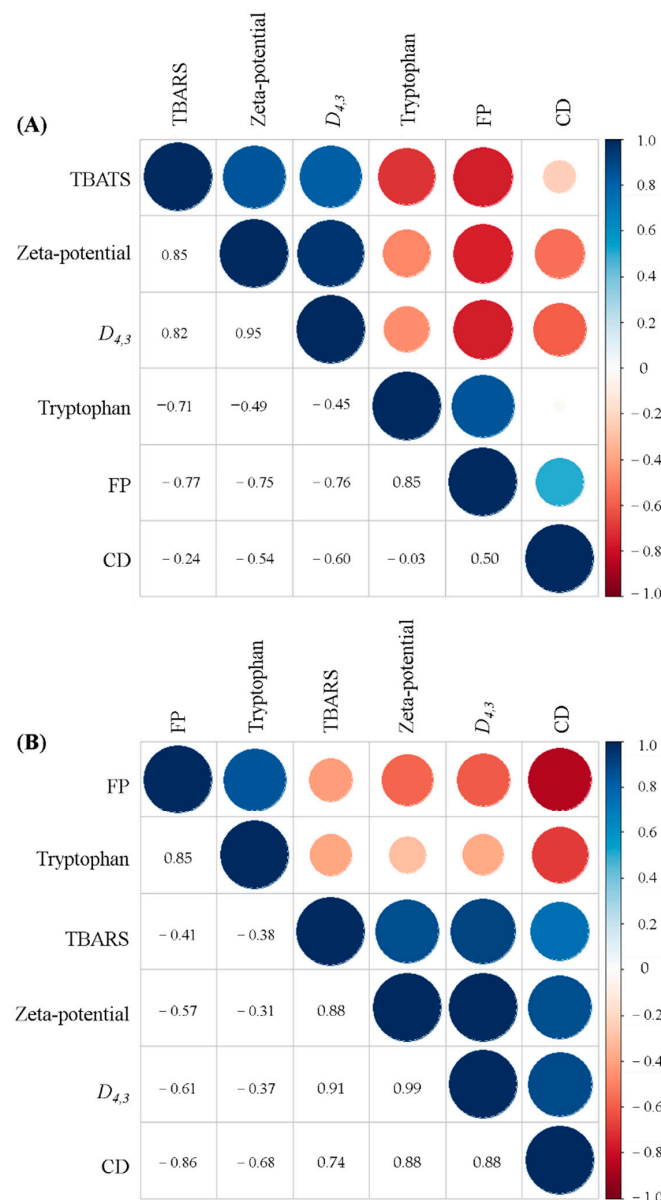 (A)
TBARS
Zeta-potential
D4,3
Tryptophan
FP
CD
TBATS
1.0
0.8
Zeta-potential
0.85
0.6
0.4
D4,3
0.82
0.95
0.2
0
Tryptophan
−0.71
−0.49
− 0.45
− 0.2
− 0.4
FP
− 0.77
− 0.75
− 0.76
0.85
− 0.6
CD
− 0.24
− 0.54
− 0.60
− 0.03
0.50
− 0.8
− 1.0
(B)
FP
Tryptophan
TBARS
Zeta-potential
D4,3
CD
FP
1.0
0.8
Tryptophan
0.85
0.6
0.4
TBARS
− 0.41
− 0.38
0.2
0
Zeta-potential
− 0.57
− 0.31
0.88
− 0.2
− 0.4
D4,3
− 0.61
− 0.37
0.91
0.99
− 0.6
CD
− 0.86
− 0.68
0.74
0.88
0.88
− 0.8
− 1.0